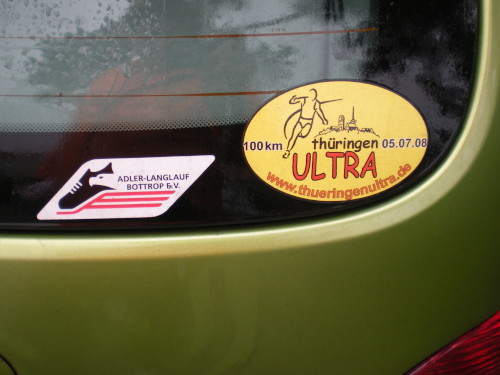 ADLER-LANGLAUF
BOTTROP E.V.
100 km thüringen 05.07.08
ULTRA
www.thueringenultra.de